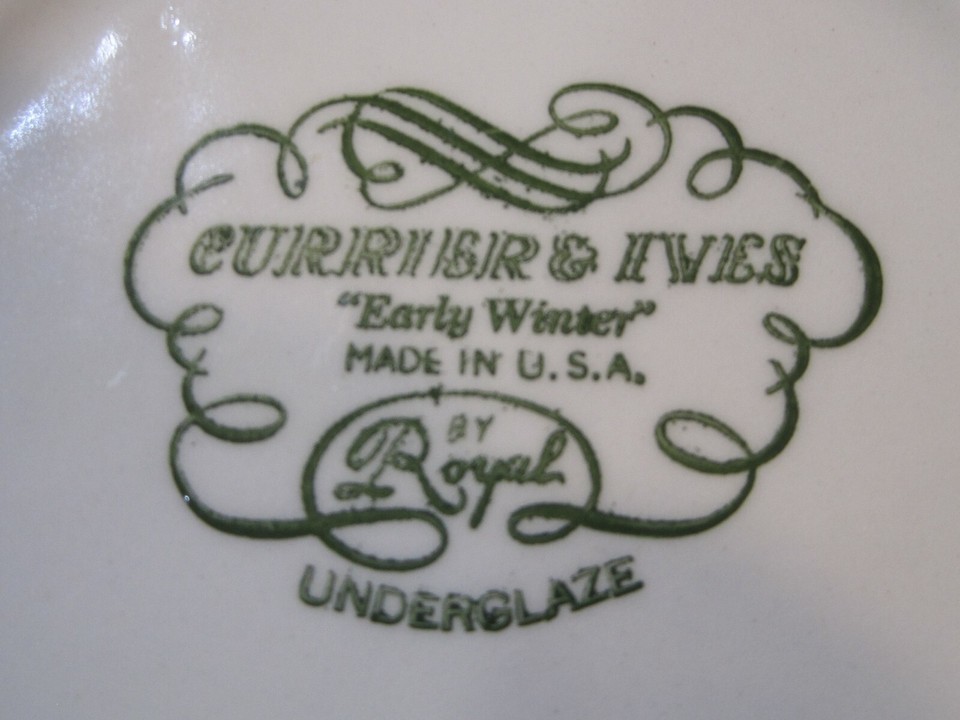 CURRIER & IVES
"Early Winter"
MADE IN U.S.A.
BY
Royal
UNDERGLAZE